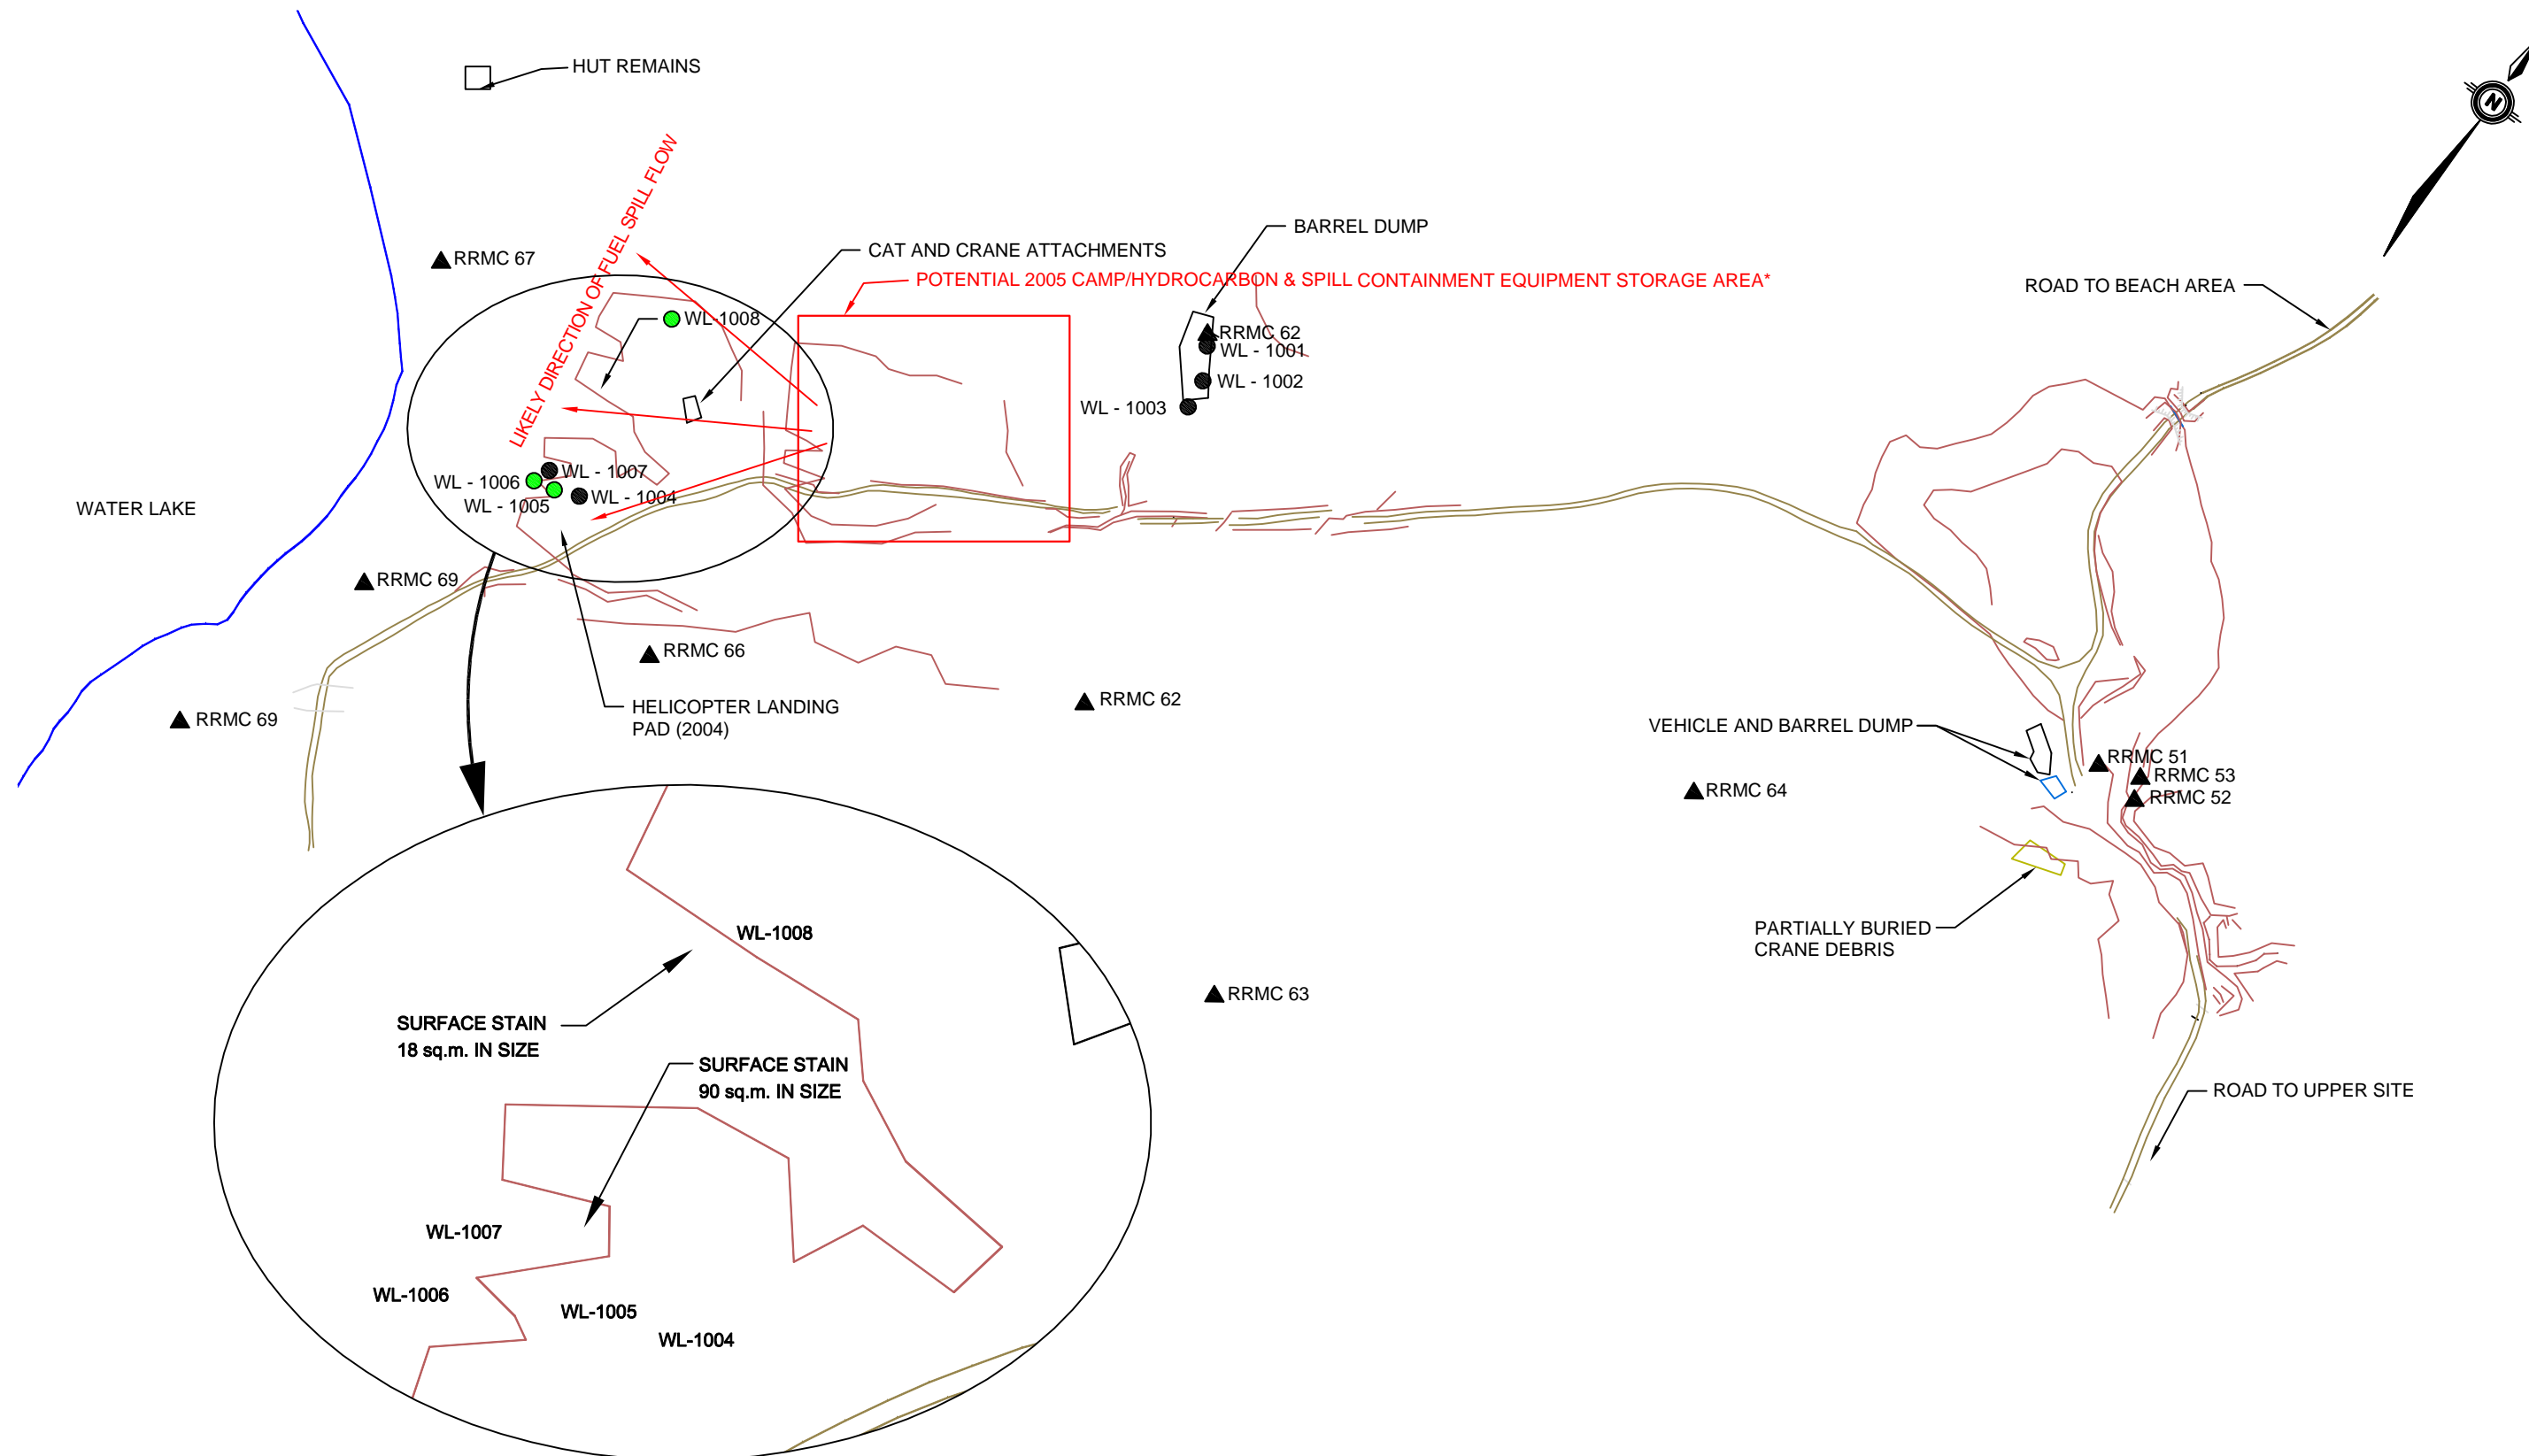 HUT REMAINS
N
LIKELY DIRECTION OF FUEL SPILL FLOW
BARREL DUMP
CAT AND CRANE ATTACHMENTS
RRMC 67
POTENTIAL 2005 CAMP/HYDROCARBON & SPILL CONTAINMENT EQUIPMENT STORAGE AREA*
ROAD TO BEACH AREA
WL-1008
RRMC 62
WL - 1001
WL - 1002
WL - 1003
WL - 1007
WL - 1006
WL - 1004
WL - 1005
WATER LAKE
RRMC 69
RRMC 66
RRMC 62
HELICOPTER LANDING
PAD (2004)
RRMC 69
VEHICLE AND BARREL DUMP
RRMC 51
RRMC 53
RRMC 52
RRMC 64
PARTIALLY BURIED
CRANE DEBRIS
WL-1008
RRMC 63
SURFACE STAIN
18 sq.m. IN SIZE
SURFACE STAIN
90 sq.m. IN SIZE
ROAD TO UPPER SITE
WL-1007
WL-1006
WL-1005
WL-1004